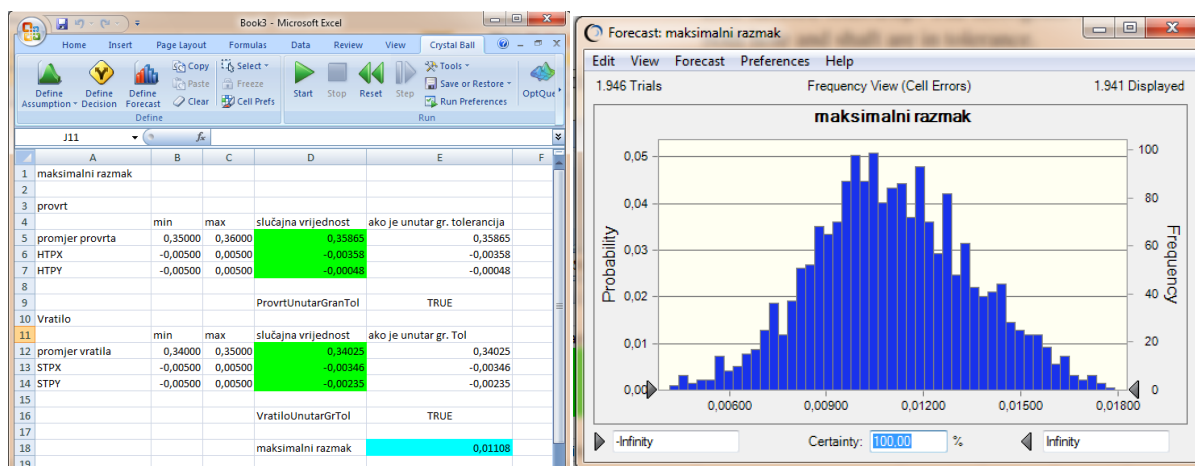 Book3 - Microsoft Excel
Home Insert Page Layout Formulas Data Review View Crystal Ball
Define Assumption Define Decision Define Forecast Copy Paste Clear Select Freeze Cell Prefs Start Stop Reset Step Tools Save or Restore Run Preferences OptQue
Define Run
J11 fx
A B C D E F
1 maksimalni razmak
2
3 provrt
4 min max slučajna vrijednost ako je unutar gr. tolerancija
5 promjer provrta 0,35000 0,36000 0,35865 0,35865
6 HTPX -0,00500 0,00500 -0,00358 -0,00358
7 HTPY -0,00500 0,00500 -0,00048 -0,00048
8
9 ProvrtUnutarGranTol TRUE
10 Vratilo
11 min max slučajna vrijednost ako je unutar gr. Tol
12 promjer vratila 0,34000 0,35000 0,34025 0,34025
13 STPX -0,00500 0,00500 -0,00346 -0,00346
14 STPY -0,00500 0,00500 -0,00235 -0,00235
15
16 VratiloUnutarGrTol TRUE
17
18 maksimalni razmak 0,01108
19
Forecast: maksimalni razmak
and shaft are in tolerance.
Edit View Forecast Preferences Help
1.946 Trials Frequency View (Cell Errors) 1.941 Displayed
maksimalni razmak
Probability
0,05
0,04
0,03
0,02
0,01
0,00
Frequency
100
80
60
40
20
0
0,00600 0,00900 0,01200 0,01500 0,01800
-Infinity Certainty: 100,00 % Infinity